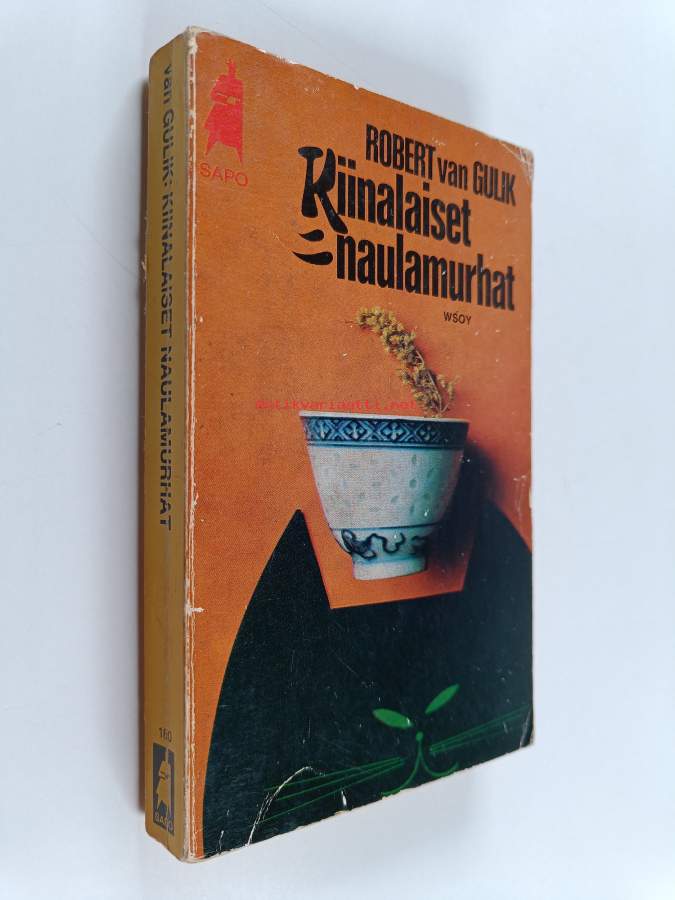 SAPO
ROBERT van GULIK
Kiinalaiset
naulamurhat
WSOY
antikvariaatti.net
van GULIK: KIINALAISET NAULAMURHAT
160
SAPO